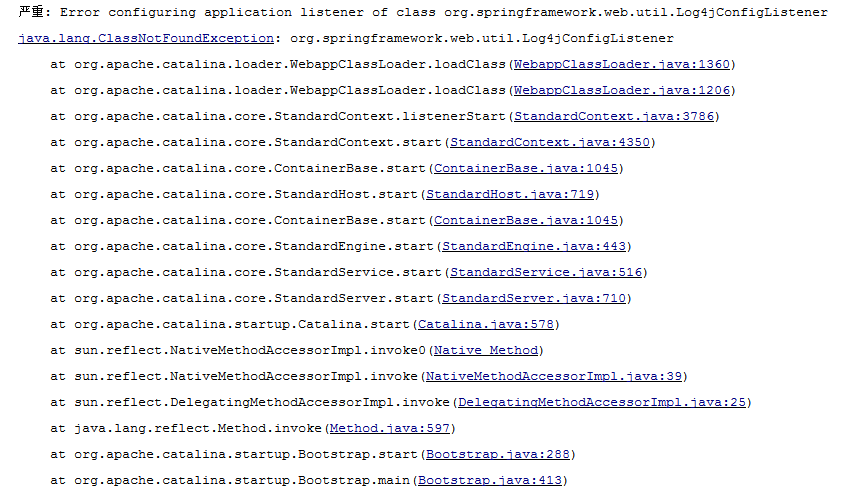 严重: Error configuring application listener of class org.springframework.web.util.Log4jConfigListener
java.lang.ClassNotFoundException: org.springframework.web.util.Log4jConfigListener
at org.apache.catalina.loader.WebappClassLoader.loadClass(WebappClassLoader.java:1360)
at org.apache.catalina.loader.WebappClassLoader.loadClass(WebappClassLoader.java:1206)
at org.apache.catalina.core.StandardContext.listenerStart(StandardContext.java:3786)
at org.apache.catalina.core.StandardContext.start(StandardContext.java:4350)
at org.apache.catalina.core.ContainerBase.start(ContainerBase.java:1045)
at org.apache.catalina.core.StandardHost.start(StandardHost.java:719)
at org.apache.catalina.core.ContainerBase.start(ContainerBase.java:1045)
at org.apache.catalina.core.StandardEngine.start(StandardEngine.java:443)
at org.apache.catalina.core.StandardService.start(StandardService.java:516)
at org.apache.catalina.core.StandardServer.start(StandardServer.java:710)
at org.apache.catalina.startup.Catalina.start(Catalina.java:578)
at sun.reflect.NativeMethodAccessorImpl.invoke0(Native Method)
at sun.reflect.NativeMethodAccessorImpl.invoke(NativeMethodAccessorImpl.java:39)
at sun.reflect.DelegatingMethodAccessorImpl.invoke(DelegatingMethodAccessorImpl.java:25)
at java.lang.reflect.Method.invoke(Method.java:597)
at org.apache.catalina.startup.Bootstrap.start(Bootstrap.java:288)
at org.apache.catalina.startup.Bootstrap.main(Bootstrap.java:413)